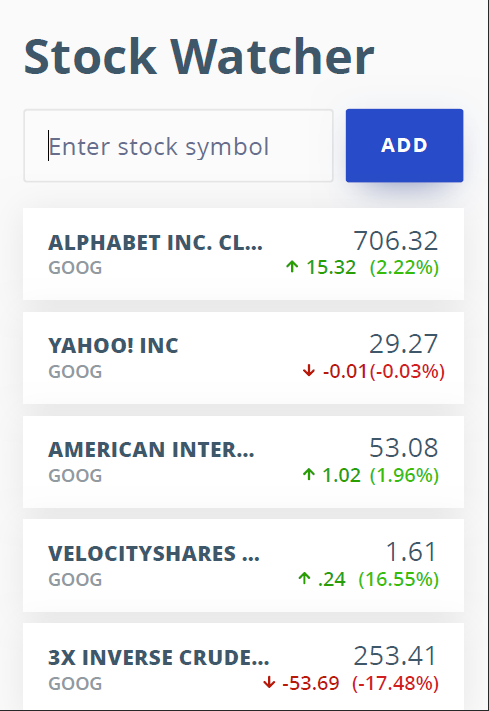 Stock Watcher
Enter stock symbol
ADD
ALPHABET INC. CL... 706.32
GOOG ↑ 15.32 (2.22%)
YAHOO! INC 29.27
GOOG ↓ -0.01(-0.03%)
AMERICAN INTER... 53.08
GOOG ↑ 1.02 (1.96%)
VELOCITYSHARES ... 1.61
GOOG ↑ .24 (16.55%)
3X INVERSE CRUDE... 253.41
GOOG ↓ -53.69 (-17.48%)